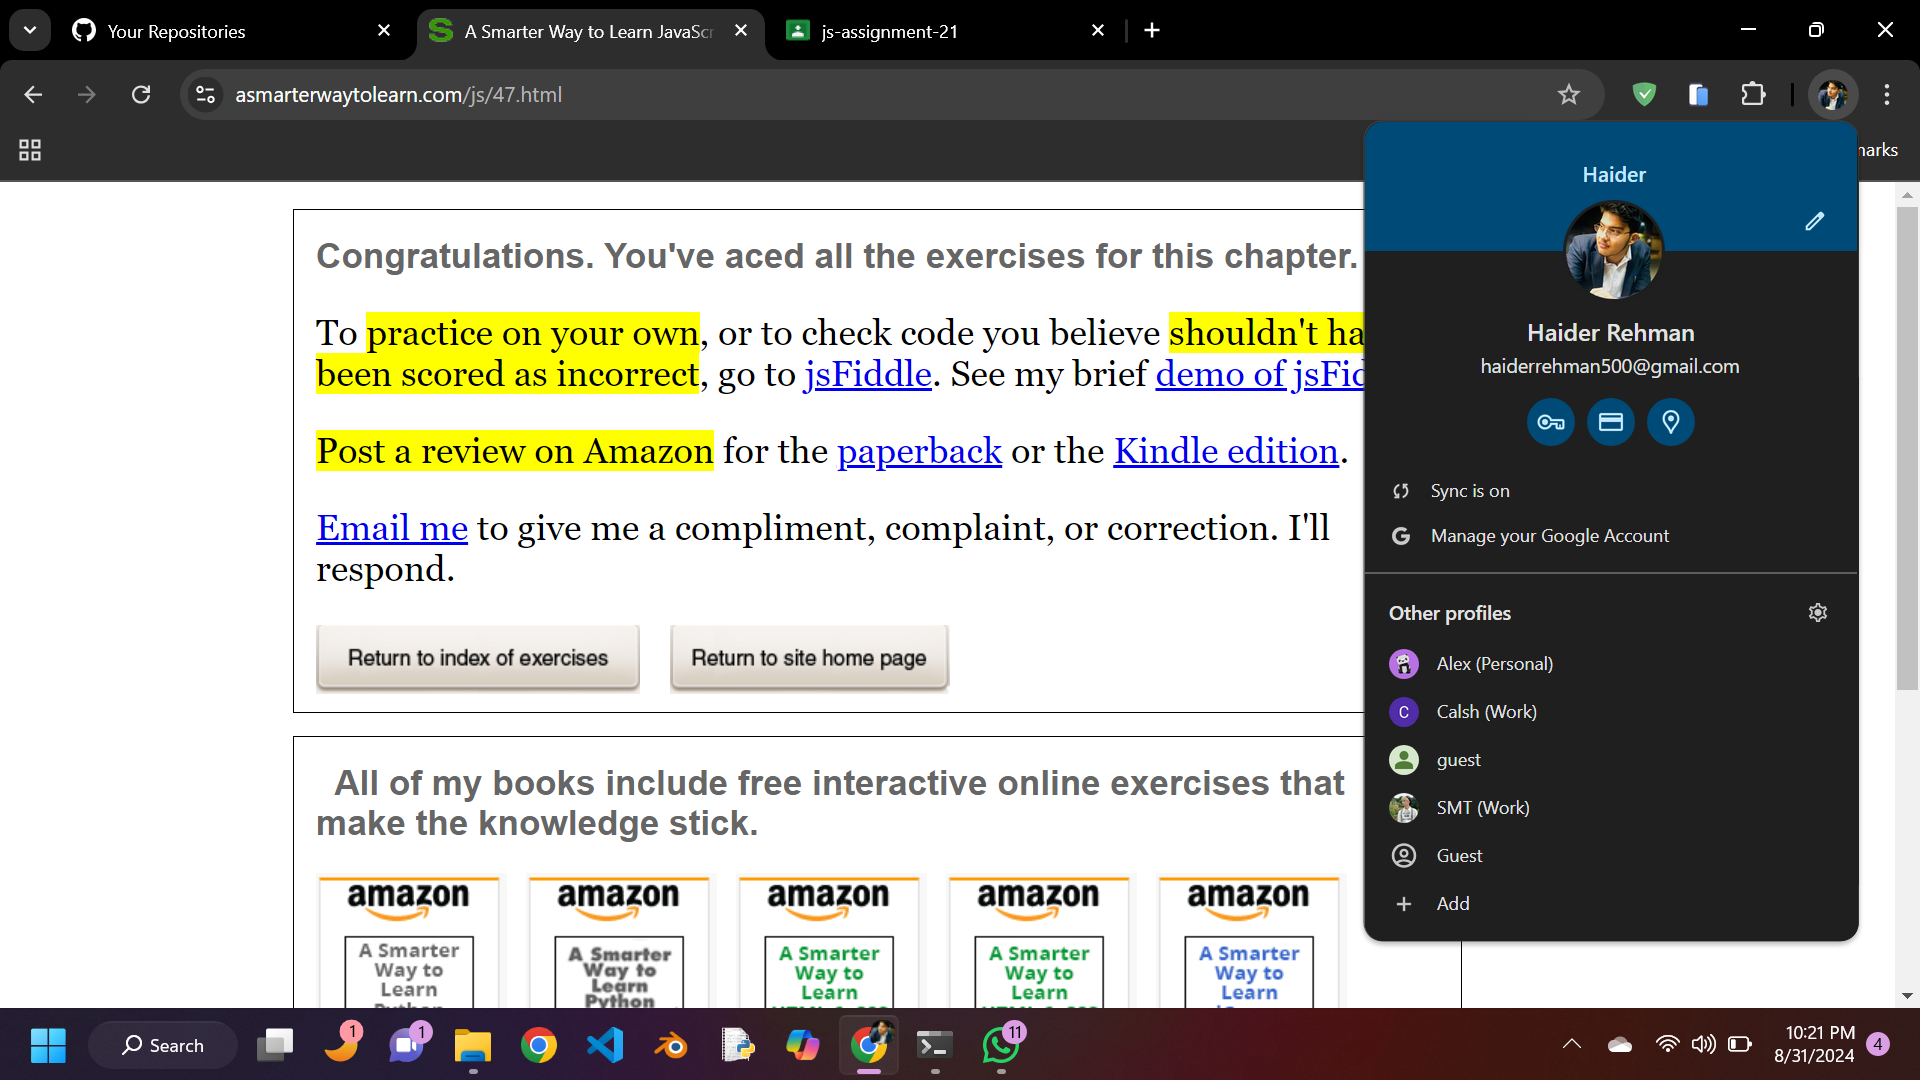 Your Repositories
A Smarter Way to Learn JavaScr
js-assignment-21
asmarterwaytolearn.com/js/47.html
marks
Haider
Haider Rehman
haiderrehman500@gmail.com
Sync is on
Manage your Google Account
Other profiles
Alex (Personal)
C
Calsh (Work)
guest
SMT (Work)
Guest
Add
Congratulations. You've aced all the exercises for this chapter.
To practice on your own, or to check code you believe shouldn't ha
been scored as incorrect, go to jsFiddle. See my brief demo of jsFid
Post a review on Amazon for the paperback or the Kindle edition.
Email me to give me a compliment, complaint, or correction. I'll
respond.
Return to index of exercises
Return to site home page
All of my books include free interactive online exercises that
make the knowledge stick.
amazon
A Smarter
Way to
Learn
Python
amazon
A Smarter
Way to
Learn
Python
amazon
A Smarter
Way to
Learn
HTML & CSS
amazon
A Smarter
Way to
Learn
HTML & CSS
amazon
A Smarter
Way to
Learn
Search
1
1
11
10:21 PM
8/31/2024
4